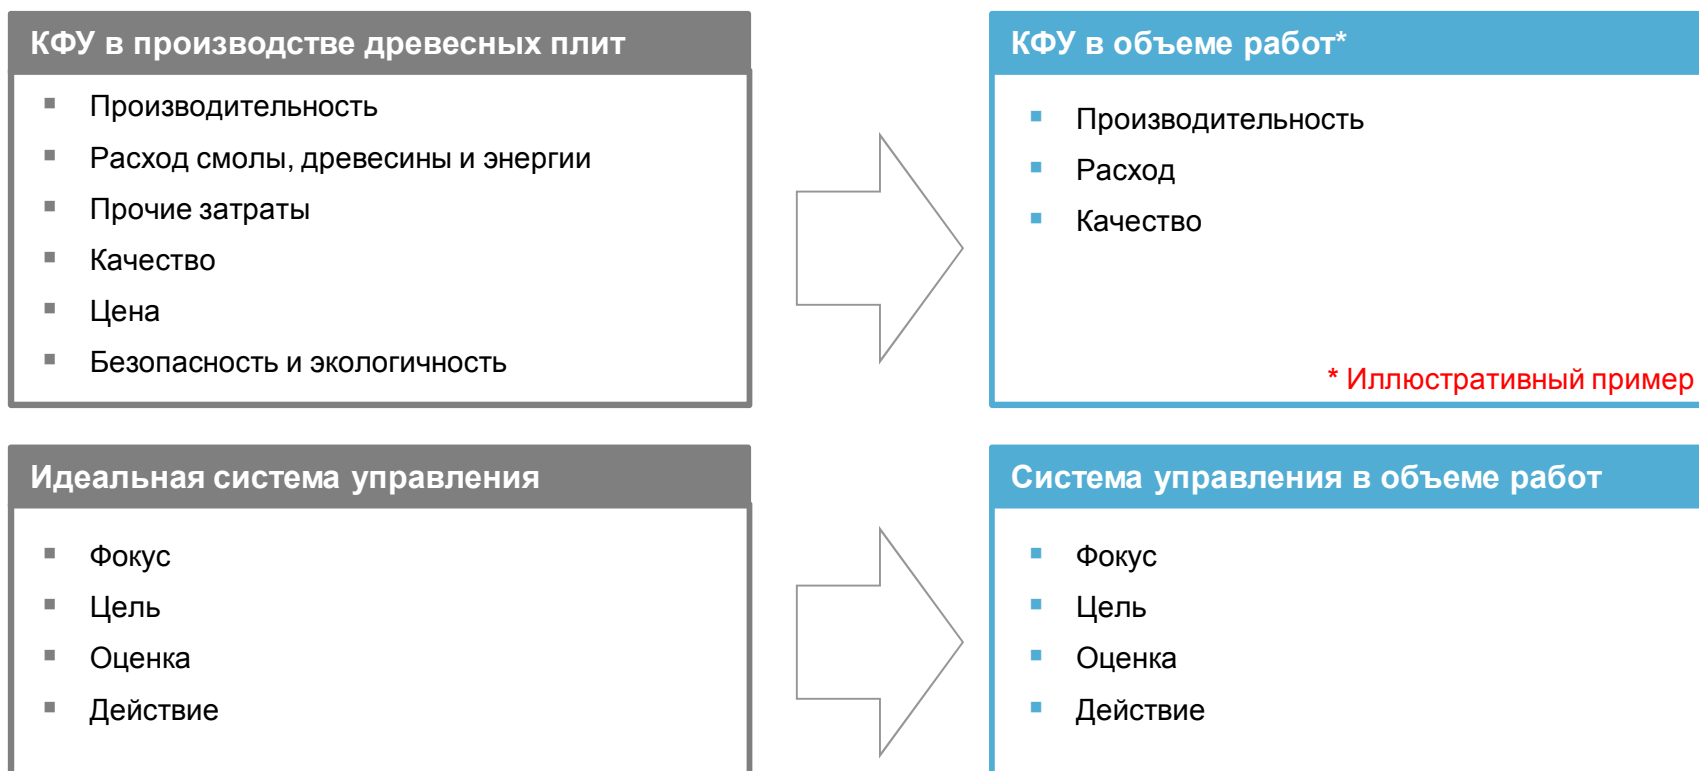 КФУ в производстве древесных плит
Производительность
Расход смолы, древесины и энергии
Прочие затраты
Качество
Цена
Безопасность и экологичность
КФУ в объеме работ*
Производительность
Расход
Качество
* Иллюстративный пример
Идеальная система управления
Фокус
Цель
Оценка
Действие
Система управления в объеме работ
Фокус
Цель
Оценка
Действие